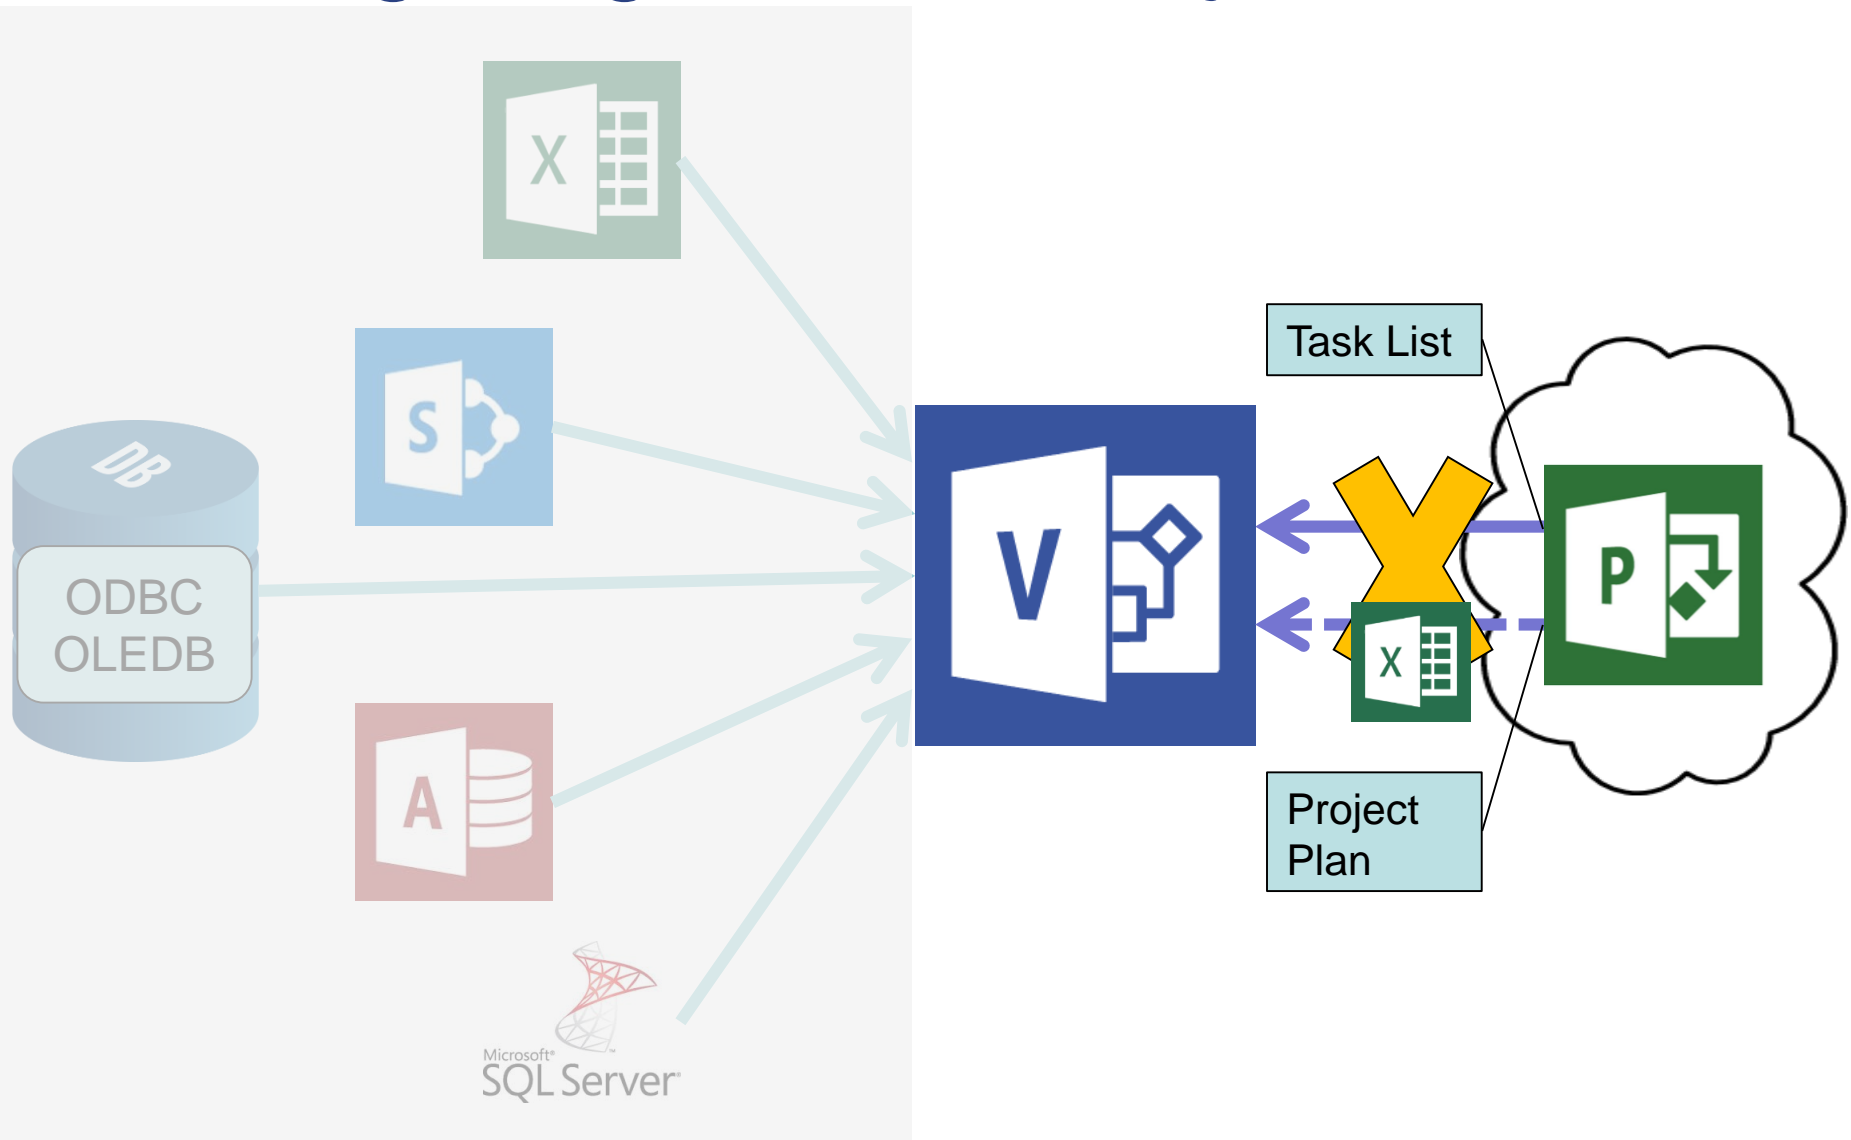 X
Task List
S
DB
V
P
ODBC
OLEDB
X
A
Project
Plan
Microsoft®
SQL Server®